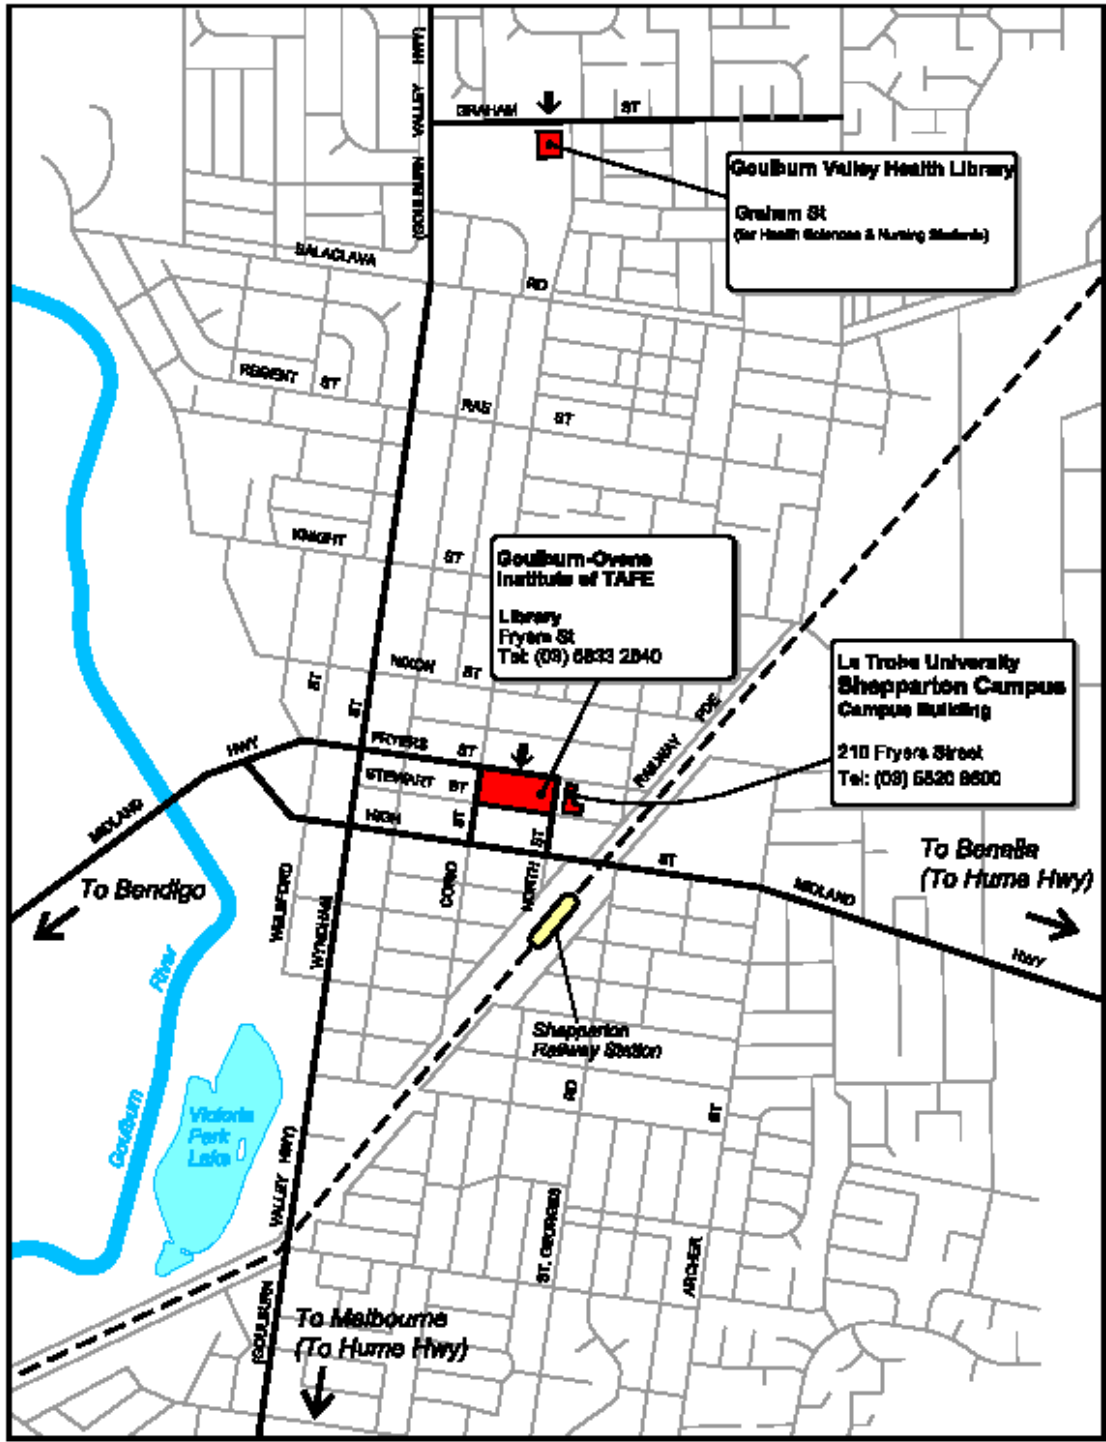 (GOULBURN VALLEY HWY)
GRAHAM ST
Goulburn Valley Health Library
Graham St
(for Health Sciences & Nursing Students)
BALACLAVA RD
REGENT ST
RAE ST
KNIGHT ST
Goulburn-Ovens
Institute of TAFE
Library
Fryers St
Tel: (03) 5833 2840
NIXON ST
ST
ST
La Trobe University
Shepparton Campus
Campus Building
210 Fryers Street
FRYERS ST
STEWART ST
HIGH ST
RAILWAY PDE
MIDLAND HWY
To Bendigo
To Benalla
(To Hume Hwy)
MIDLAND HWY
WYNDHAM
CORIO ST
NORTH ST
Shepparton
Railway Station
Goulburn River
Victoria
Park
Lake
ST. GEORGES RD
ARCHER ST
(GOULBURN VALLEY HWY)
To Melbourne
(To Hume Hwy)